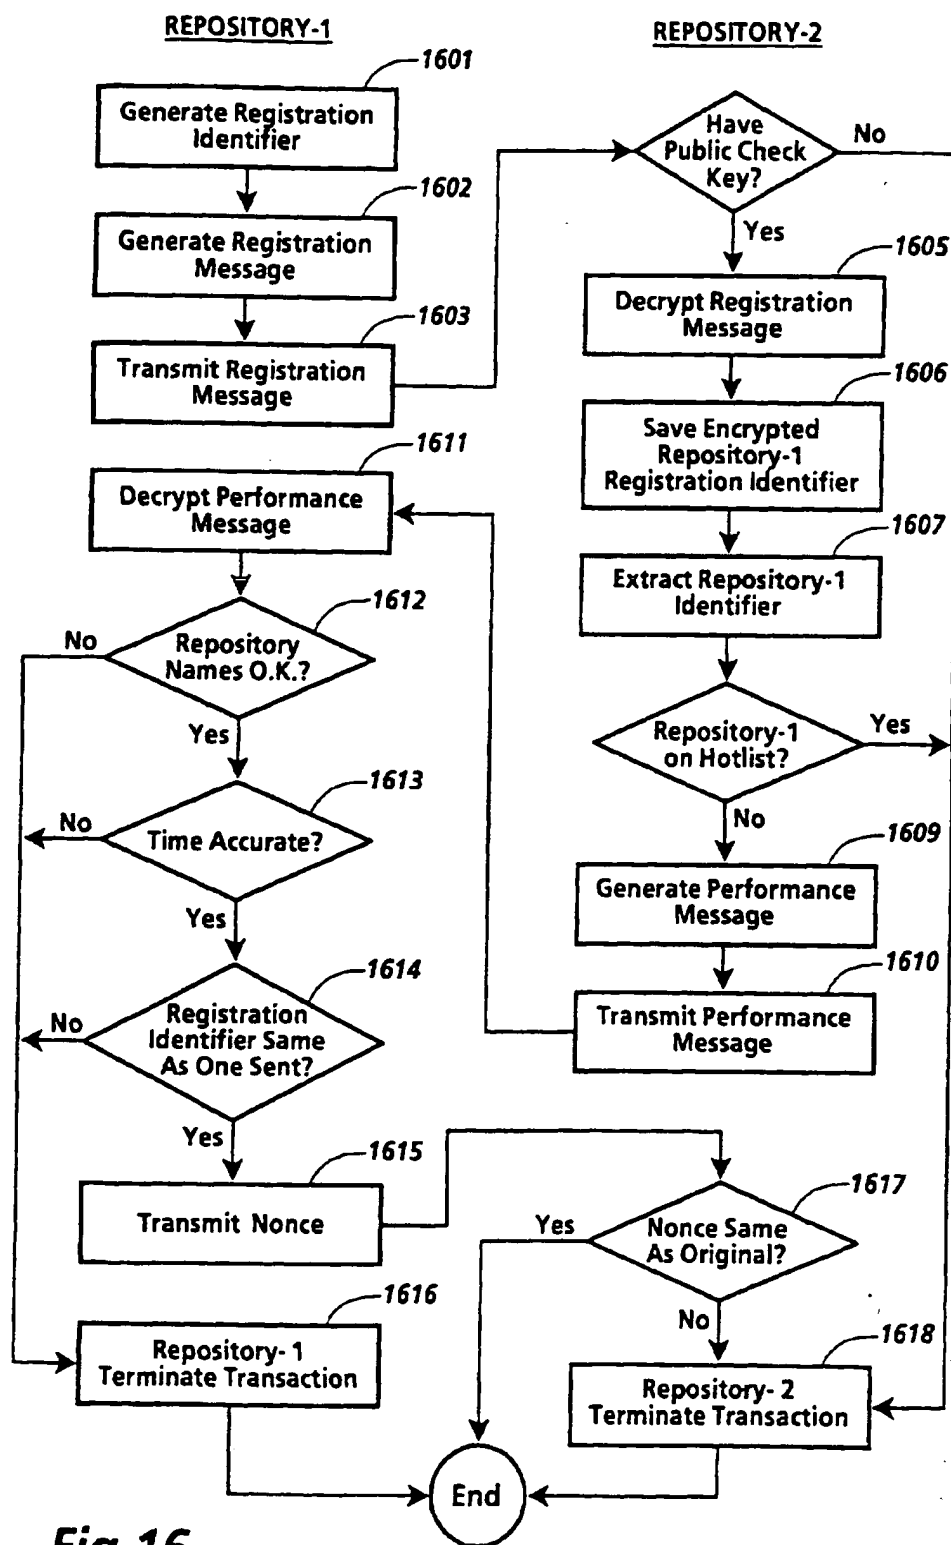 REPOSITORY-1
1601
Generate Registration
Identifier
1602
Generate Registration
Message
1603
Transmit Registration
Message
1611
Decrypt Performance
Message
1612
Repository
Names O.K.?
No
Yes
1613
Time Accurate?
No
Yes
1614
Registration
Identifier Same
As One Sent?
No
Yes
1615
Transmit Nonce
1616
Repository- 1
Terminate Transaction
REPOSITORY-2
Have
Public Check
Key?
No
Yes
1605
Decrypt Registration
Message
1606
Save Encrypted
Repository-1
Registration Identifier
1607
Extract Repository-1
Identifier
Repository-1
on Hotlist?
Yes
No
1609
Generate Performance
Message
1610
Transmit Performance
Message
1617
Nonce Same
As Original?
Yes
No
1618
Repository- 2
Terminate Transaction
End
Fig.16